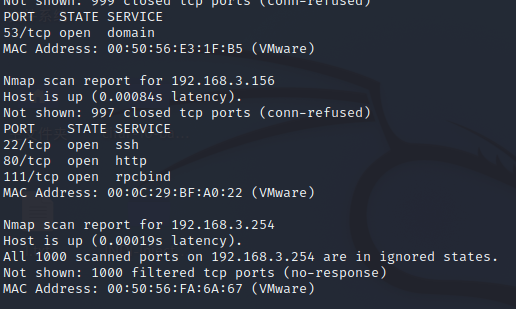 Not shown: 999 closed tcp ports (conn-refused)
PORT   STATE SERVICE
53/tcp open  domain
MAC Address: 00:50:56:E3:1F:B5 (VMware)

Nmap scan report for 192.168.3.156
Host is up (0.00084s latency).
Not shown: 997 closed tcp ports (conn-refused)
PORT    STATE SERVICE
22/tcp  open  ssh
80/tcp  open  http
111/tcp open  rpcbind
MAC Address: 00:0C:29:BF:A0:22 (VMware)

Nmap scan report for 192.168.3.254
Host is up (0.00019s latency).
All 1000 scanned ports on 192.168.3.254 are in ignored states.
Not shown: 1000 filtered tcp ports (no-response)
MAC Address: 00:50:56:FA:6A:67 (VMware)